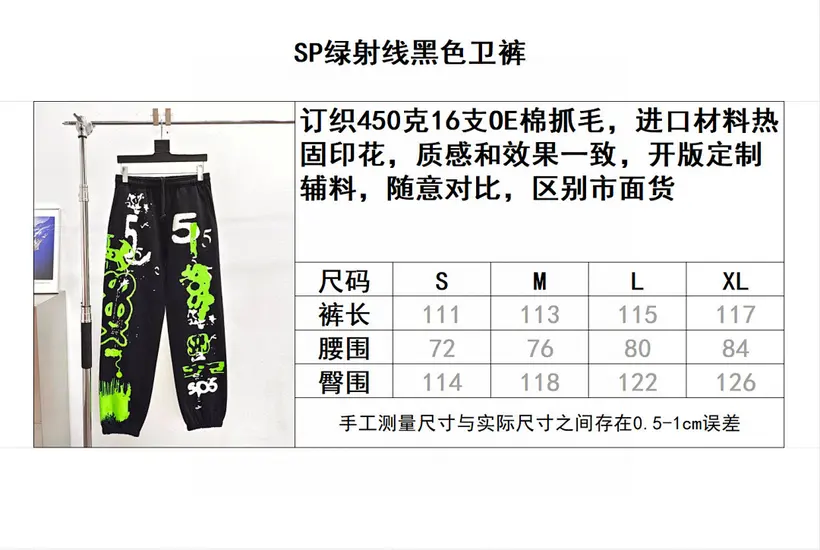 SP绿射线黑色卫裤
订织450克16支OE棉抓毛，进口材料热
固印花，质感和效果一致，开版定制
辅料，随意对比，区别市面货
尺码 S M L XL
裤长 111 113 115 117
腰围 72 76 80 84
臀围 114 118 122 126
手工测量尺寸与实际尺寸之间存在0.5-1cm误差
55
55
sp5